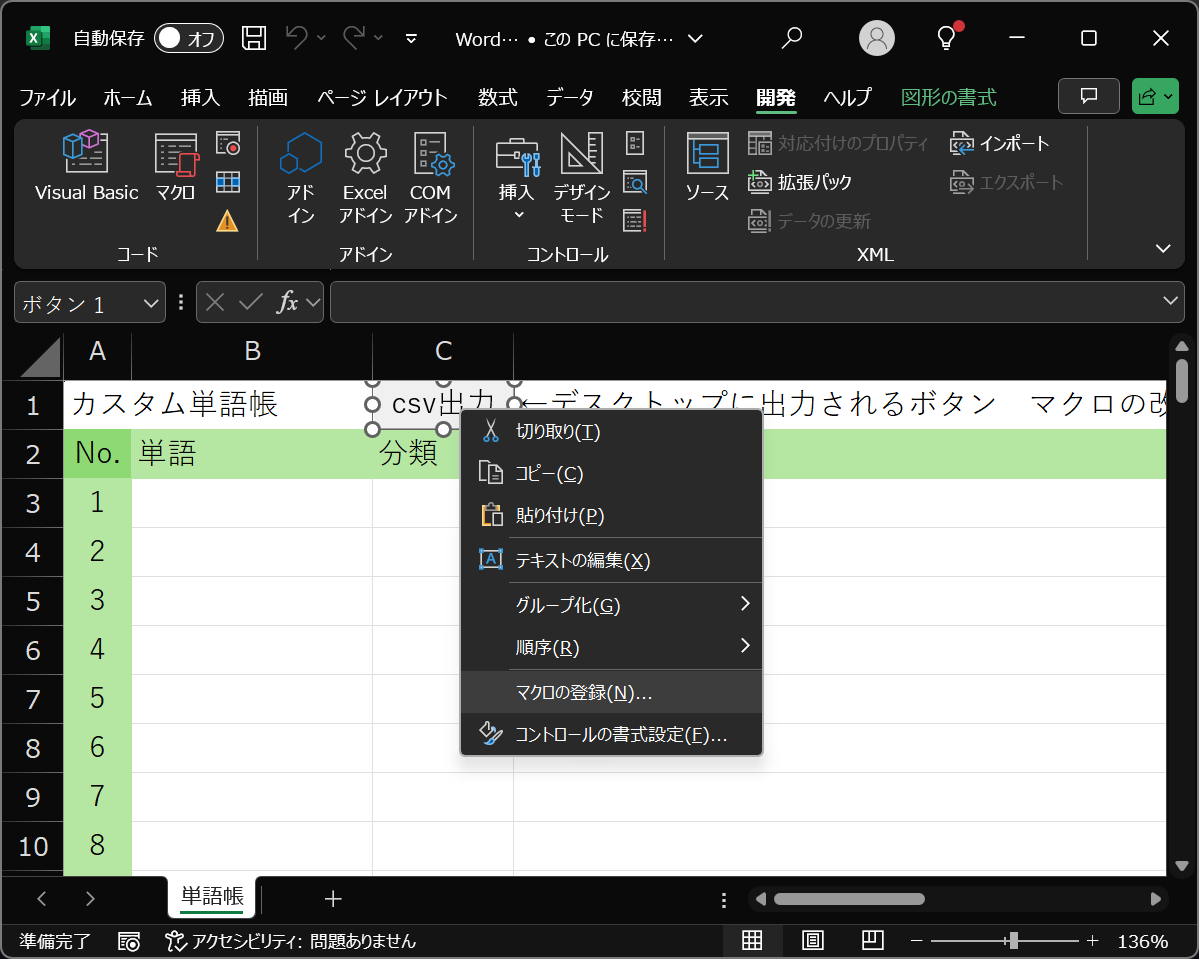 自動保存 オフ Word… • この PC に保存…
ファイル ホーム 挿入 描画 ページ レイアウト 数式 データ 校閲 表示 開発 ヘルプ 図形の書式
Visual Basic マクロ アド Excel COM 挿入 デザイン ソース 対応付けのプロパティ インポート
イン アドイン アドイン モード 拡張パック エクスポート
データの更新
コード アドイン コントロール XML
ボタン 1 fx
A B C
1 カスタム単語帳 csv出力 ←デスクトップに出力されるボタン マクロの改
2 No. 単語 分類
3 1
4 2
5 3
6 4
7 5
8 6
9 7
10 8
切り取り(T)
コピー(C)
貼り付け(P)
テキストの編集(X)
グループ化(G)
順序(R)
マクロの登録(N)...
コントロールの書式設定(F)...
単語帳
準備完了 アクセシビリティ: 問題ありません 136%